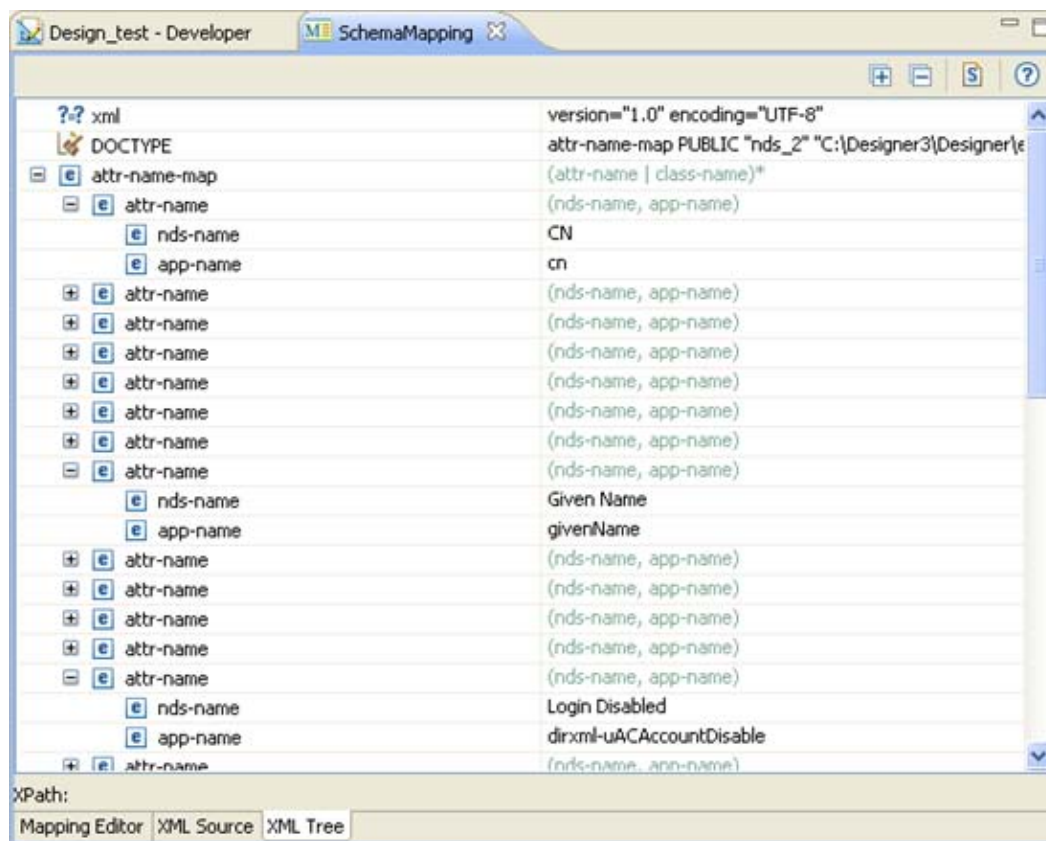 Design_test - Developer SchemaMapping
?=? xml version="1.0" encoding="UTF-8"
DOCTYPE attr-name-map PUBLIC "nds_2" "C:\Designer3\Designer\e
e attr-name-map (attr-name | class-name)*
e attr-name (nds-name, app-name)
e nds-name CN
e app-name cn
e attr-name (nds-name, app-name)
e attr-name (nds-name, app-name)
e attr-name (nds-name, app-name)
e attr-name (nds-name, app-name)
e attr-name (nds-name, app-name)
e attr-name (nds-name, app-name)
e attr-name (nds-name, app-name)
e nds-name Given Name
e app-name givenName
e attr-name (nds-name, app-name)
e attr-name (nds-name, app-name)
e attr-name (nds-name, app-name)
e attr-name (nds-name, app-name)
e attr-name (nds-name, app-name)
e nds-name Login Disabled
e app-name dirxml-uACAccountDisable
e attr-name (nds-name, app-name)
XPath:
Mapping Editor XML Source XML Tree